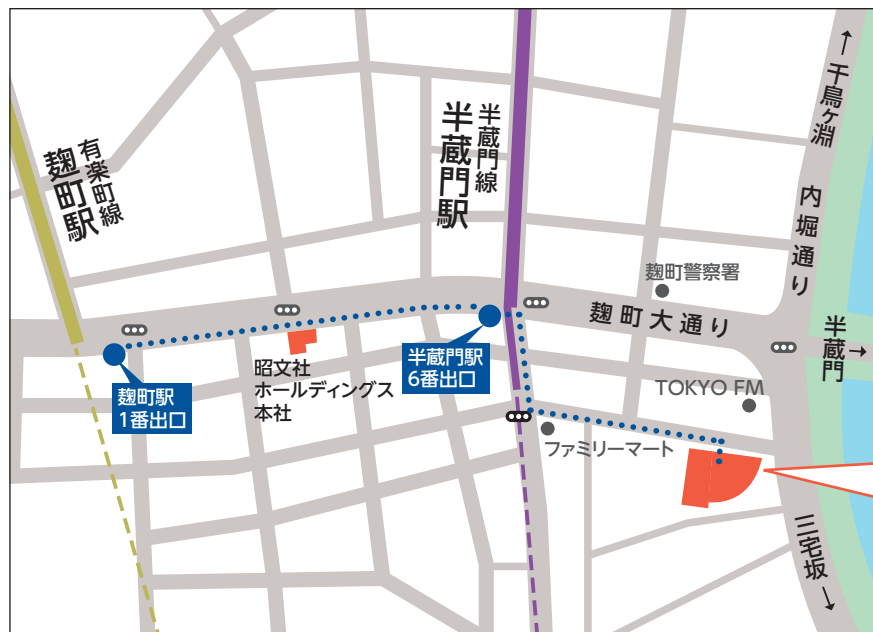 有楽町線
麹町駅
半蔵門線
半蔵門駅
←千鳥ヶ淵
内堀通り
麹町警察署
麹町大通り
半蔵門
→
昭文社
ホールディングス
本社
半蔵門駅
6番出口
麹町駅
1番出口
TOKYO FM
ファミリーマート
三宅坂→